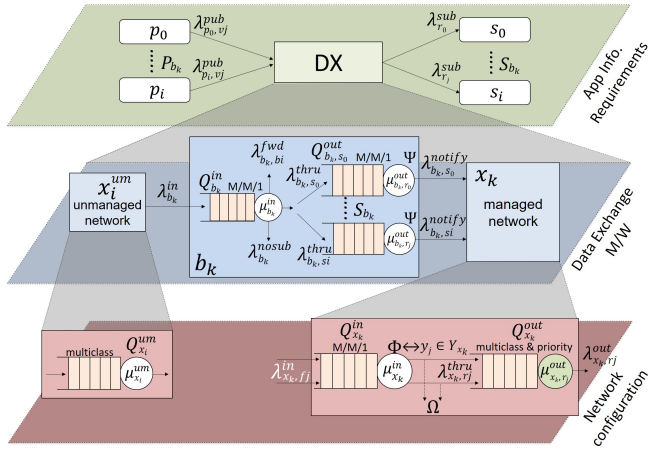 p_0 λ^{pub}_{p_0,vj} λ^{sub}_{r_0} s_0
P_{b_k} DX S_{b_k}
p_i λ^{pub}_{p_i,vj} λ^{sub}_{r_j} s_i
App Info.
Requirements
x^{um}_i
unmanaged
network
λ^{in}_{b_k}
λ^{fwd}_{b_k,bi}
Q^{in}_{b_k} M/M/1
μ^{in}_{b_k}
λ^{nosub}_{b_k}
b_k
λ^{thru}_{b_k,s_0}
Q^{out}_{b_k,s_0} M/M/1 Ψ
μ^{out}_{b_k,r_0}
S_{b_k}
Ψ
λ^{thru}_{b_k,si}
μ^{out}_{b_k,r_j}
λ^{notify}_{b_k,s_0}
λ^{notify}_{b_k,si}
x_k
managed
network
Data Exchange
M/W
Q^{um}_{x_i}
multiclass
μ^{um}_{x_i}
λ^{in}_{x_k,fj}
Q^{in}_{x_k}
M/M/1
μ^{in}_{x_k}
Φ↔y_j ∈ Y_{x_k}
λ^{thru}_{x_k,rj}
Ω
Q^{out}_{x_k}
multiclass & priority
μ^{out}_{x_k,r_j}
λ^{out}_{x_k,rj}
Network
configuration